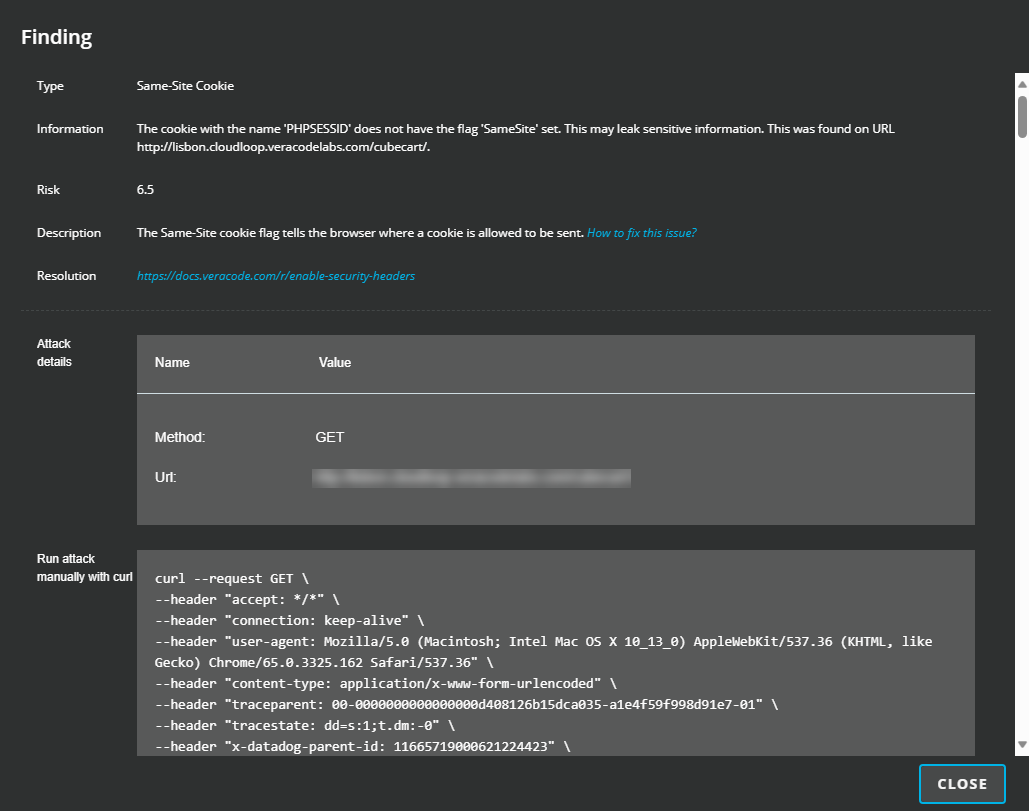 Finding
Type Same-Site Cookie
Information The cookie with the name 'PHPSESSID' does not have the flag 'SameSite' set. This may leak sensitive information. This was found on URL
http://lisbon.cloudloop.veracodelabs.com/cubecart/.
Risk 6.5
Description The Same-Site cookie flag tells the browser where a cookie is allowed to be sent. How to fix this issue?
Resolution https://docs.veracode.com/r/enable-security-headers
Attack
details
Name Value
Method: GET
Url:
Run attack
manually with curl
curl --request GET \
--header "accept: */*" \
--header "connection: keep-alive" \
--header "user-agent: Mozilla/5.0 (Macintosh; Intel Mac OS X 10_13_0) AppleWebKit/537.36 (KHTML, like
Gecko) Chrome/65.0.3325.162 Safari/537.36" \
--header "content-type: application/x-www-form-urlencoded" \
--header "traceparent: 00-0000000000000000d408126b15dca035-a1e4f59f998d91e7-01" \
--header "tracestate: dd=s:1;t.dm:-0" \
--header "x-datadog-parent-id: 11665719000621224423" \
CLOSE